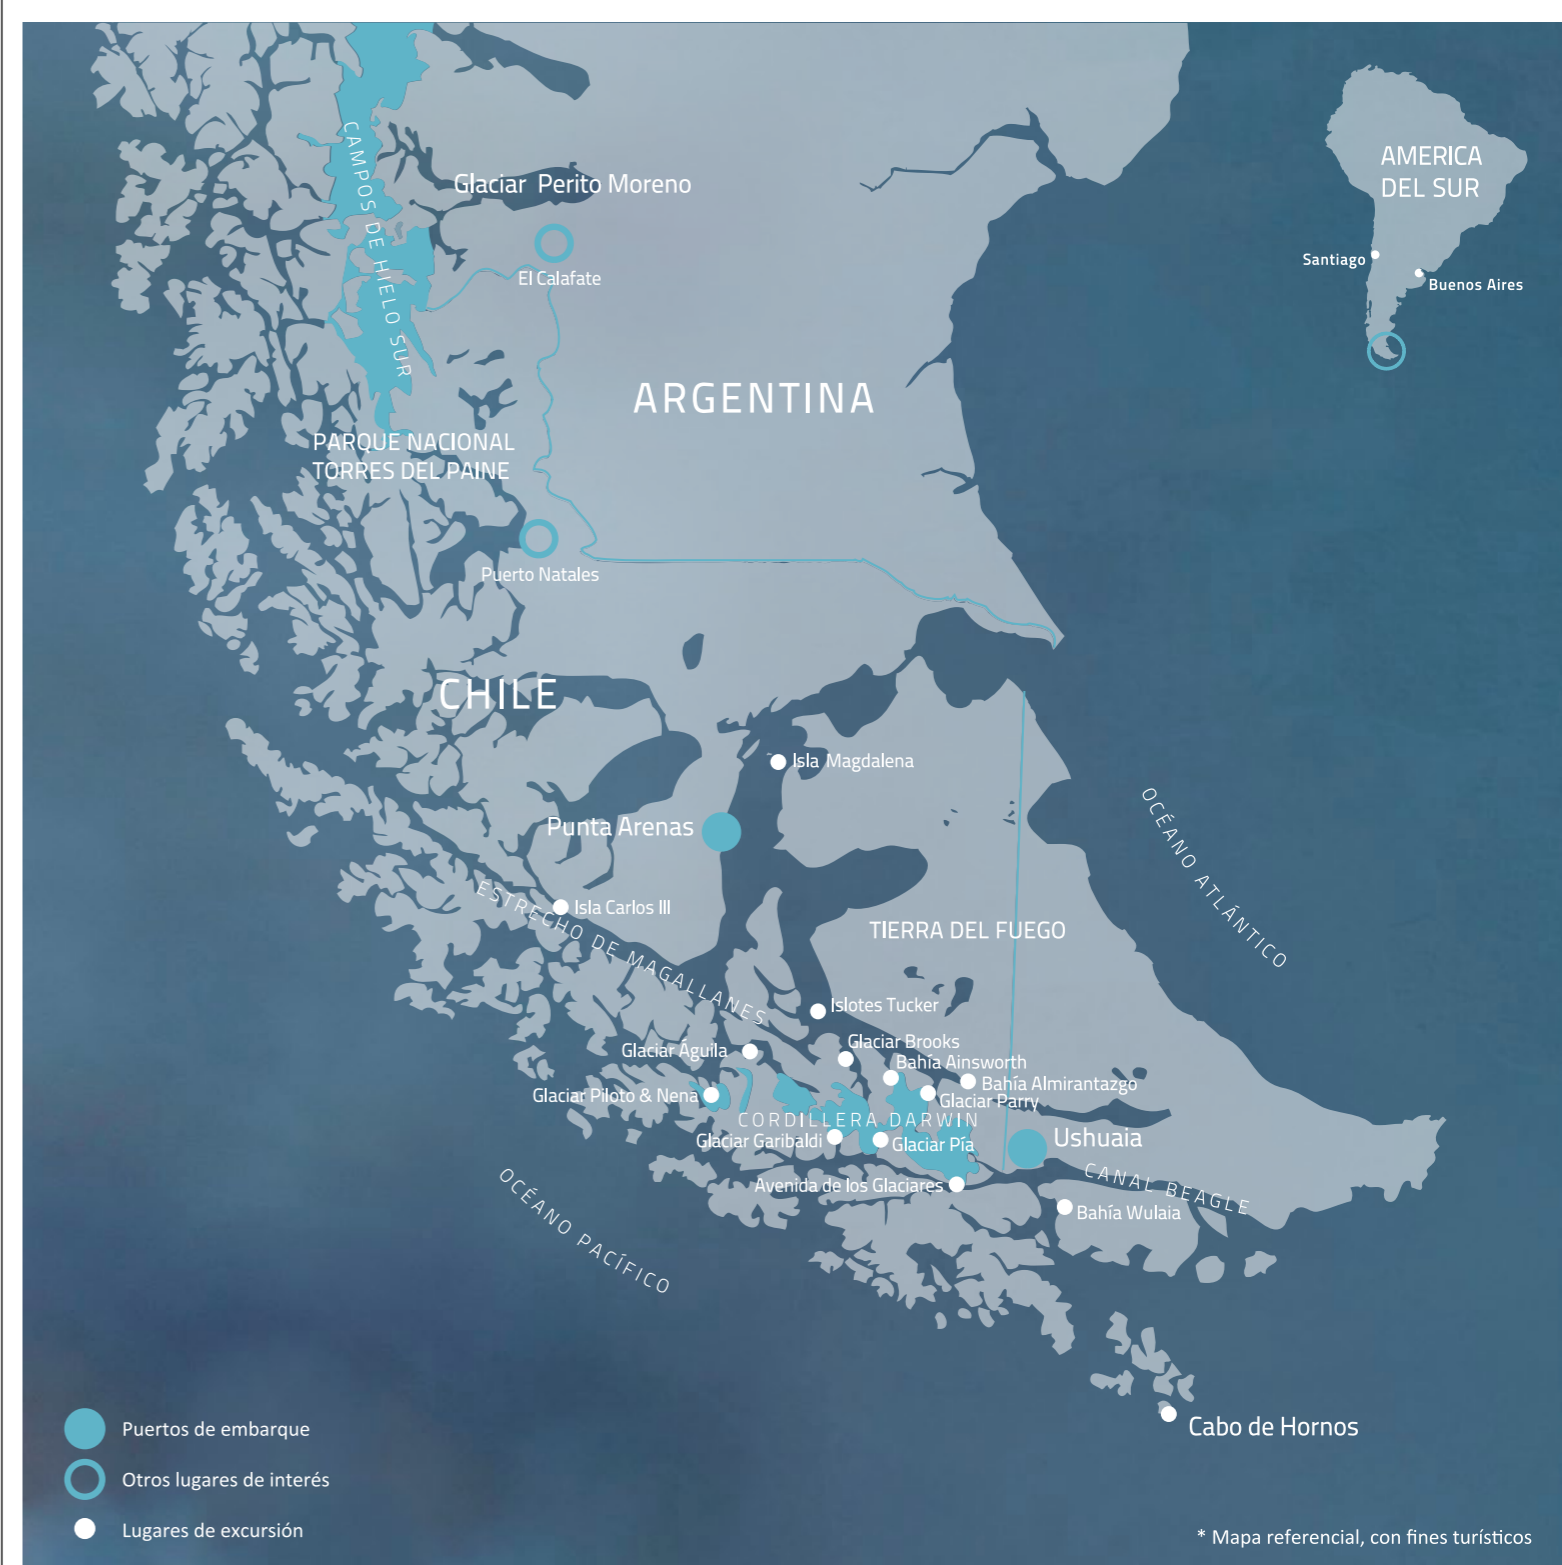 CAMPOS DE HIELO SUR
Glaciar Perito Moreno
El Calafate
AMERICA
DEL SUR
Santiago
Buenos Aires
ARGENTINA
PARQUE NACIONAL
TORRES DEL PAINE
Puerto Natales
CHILE
Isla Magdalena
Punta Arenas
OCÉANO ATLÁNTICO
Isla Carlos III
ESTRECHO DE MAGALLANES
TIERRA DEL FUEGO
Islotes Tucker
Glaciar Brooks
Glaciar Águila
Bahía Ainsworth
Bahía Almirantazgo
Glaciar Piloto & Nena
Glaciar Parry
CORDILLERA DARWIN
Glaciar Garibaldi
Glaciar Pía
Ushuaia
CANAL BEAGLE
Avenida de los Glaciares
Bahía Wulaia
OCÉANO PACÍFICO
Cabo de Hornos
Puertos de embarque
Otros lugares de interés
Lugares de excursión
* Mapa referencial, con fines turísticos